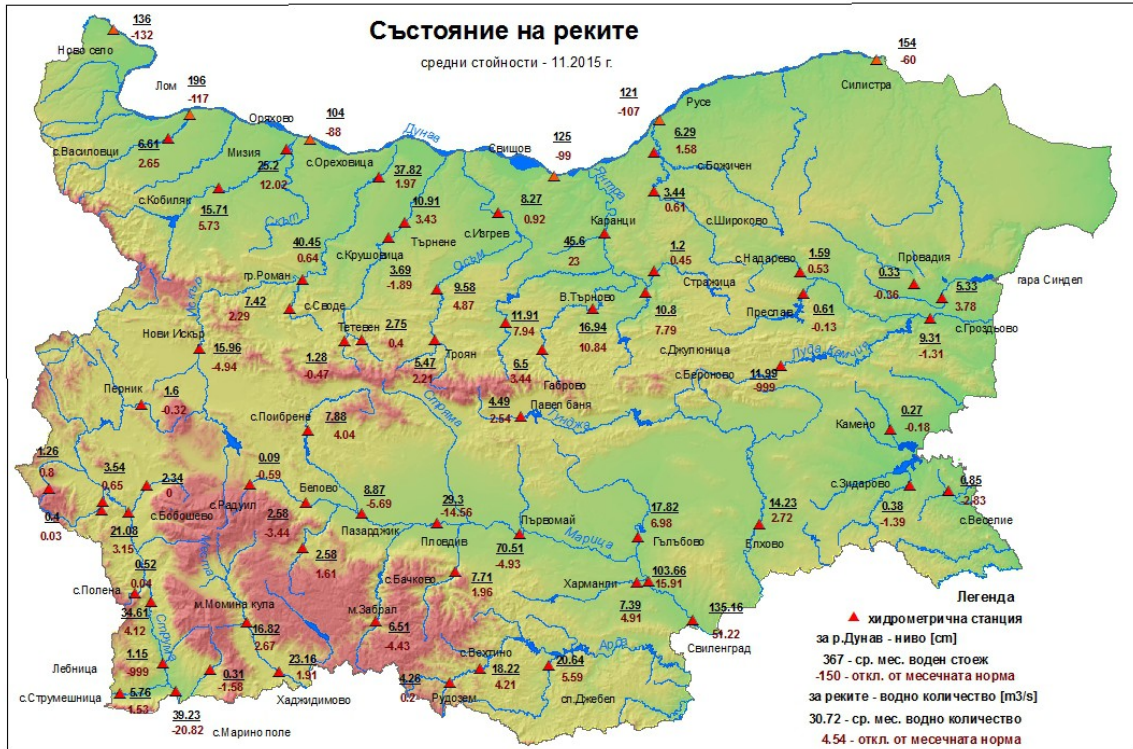 Състояние на реките
средни стойности - 11.2015 г.
136
-132
Ново село
154
-60
Силистра
Лом
196
-117
Оряхово
104
-88
Дунав
121
-107
Русе
с.Василовци
6.61
2.65
Мизия
25.2
12.02
с.Ореховица
37.82
1.97
Свищов
125
-99
6.29
1.58
с.Божичен
с.Кобиляк
15.71
5.73
Скът
10.91
3.43
Търнене
8.27
0.92
с.Изгрев
Янтра
3.44
0.61
с.Широково
Каранци
45.6
23
40.45
0.64
с.Крушовица
гр.Роман
3.69
-1.89
Осъм
9.58
4.87
1.2
0.45
Стражица
с.Надарево
1.59
0.53
Провадия
0.33
-0.36
5.33
3.78
гара Синдел
Искър
7.42
2.29
с.Своде
В.Търново
10.8
7.79
Преслав
0.61
-0.13
с.Гроздьово
9.31
-1.31
Нови Искър
15.96
-4.94
Тетевен
2.75
0.4
1.28
-0.47
Троян
5.47
2.21
11.91
7.94
16.94
10.84
6.5
3.44
Габрово
с.Джулюница
с.Бероново
11.99
-999
Луда Камчия
Перник
1.6
-0.32
с.Поибрене
7.88
4.04
Стряма
4.49
2.54
Павел баня
Тунджа
Камено
0.27
-0.18
1.26
0.8
3.54
0.65
2.34
0
0.09
-0.59
с.Радуил
Белово
8.87
-5.69
Пазарджик
29.3
-14.56
Пловдив
Първомай
70.51
-4.93
Марица
17.82
6.98
Гълъбово
14.23
2.72
Елхово
с.Зидарово
0.38
-1.39
0.85
-2.83
с.Веселие
0.4
0.03
с.Бобошево
21.08
3.15
2.58
-3.44
2.58
1.61
Места
0.52
0.04
с.Полена
34.61
4.12
Струма
м.Момина кула
16.82
2.67
с.Бачково
7.71
1.96
м.Забрал
6.51
-4.43
Харманли
103.66
15.91
7.39
4.91
135.16
51.22
Свиленград
Лебница
1.15
-999
с.Струмешница
5.76
1.53
0.31
-1.58
23.16
1.91
Хаджидимово
39.23
-20.82
с.Марино поле
с.Вехтино
18.22
4.21
4.26
0.2
Рудозем
Арда
20.64
5.59
сп.Джебел
Легенда
хидрометрична станция
за р.Дунав - ниво [cm]
367 - ср. мес. воден стоеж
-150 - откл. от месечната норма
за реките - водно количество [m3/s]
30.72 - ср. мес. водно количество
4.54 - откл. от месечната норма